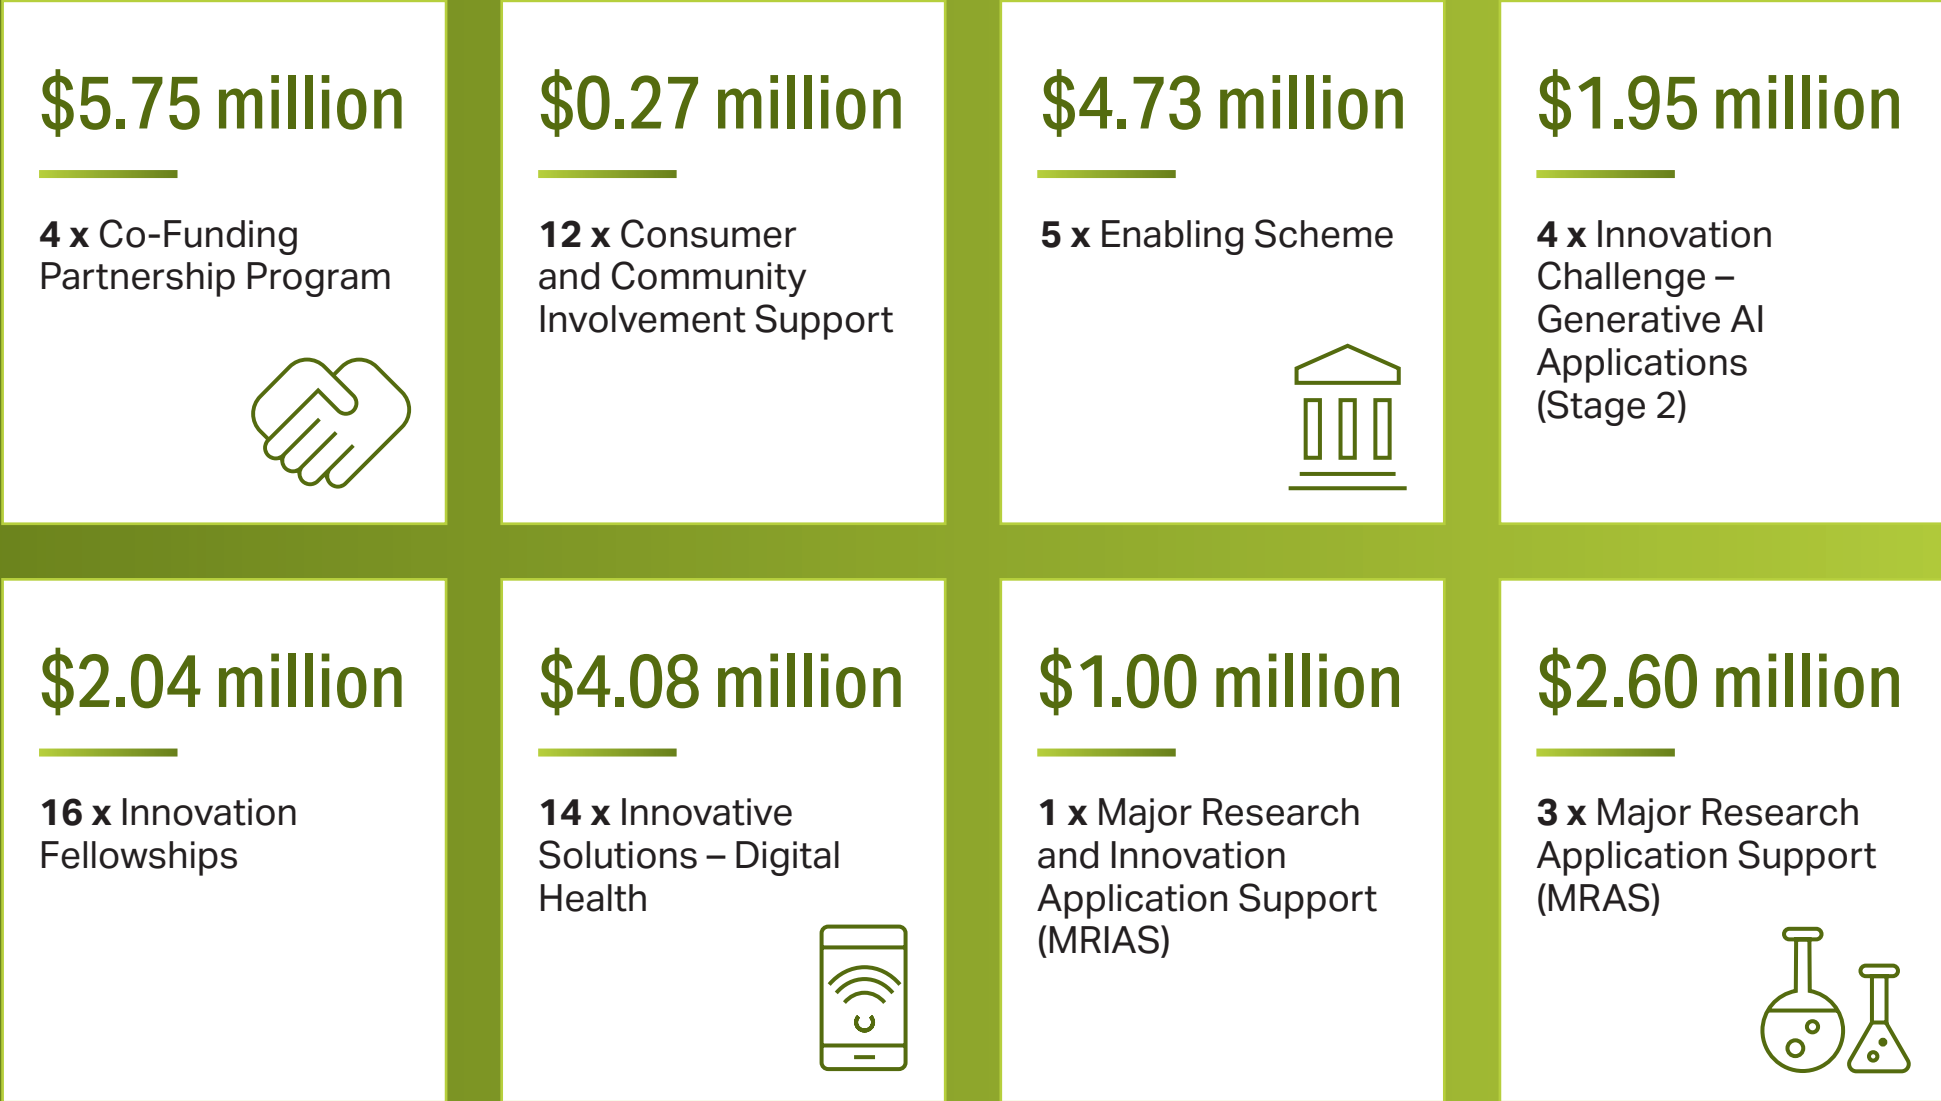 $5.75 million
4 x Co-Funding
Partnership Program
$0.27 million
12 x Consumer
and Community
Involvement Support
$4.73 million
5 x Enabling Scheme
$1.95 million
4 x Innovation
Challenge –
Generative AI
Applications
(Stage 2)
$2.04 million
16 x Innovation
Fellowships
$4.08 million
14 x Innovative
Solutions – Digital
Health
$1.00 million
1 x Major Research
and Innovation
Application Support
(MRIAS)
$2.60 million
3 x Major Research
Application Support
(MRAS)